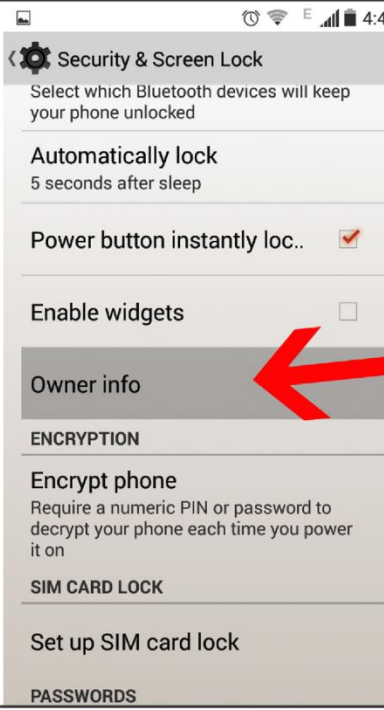 E 4:4
Security & Screen Lock
Select which Bluetooth devices will keep
your phone unlocked
Automatically lock
5 seconds after sleep
Power button instantly loc..
Enable widgets
Owner info
ENCRYPTION
Encrypt phone
Require a numeric PIN or password to
decrypt your phone each time you power
it on
SIM CARD LOCK
Set up SIM card lock
PASSWORDS